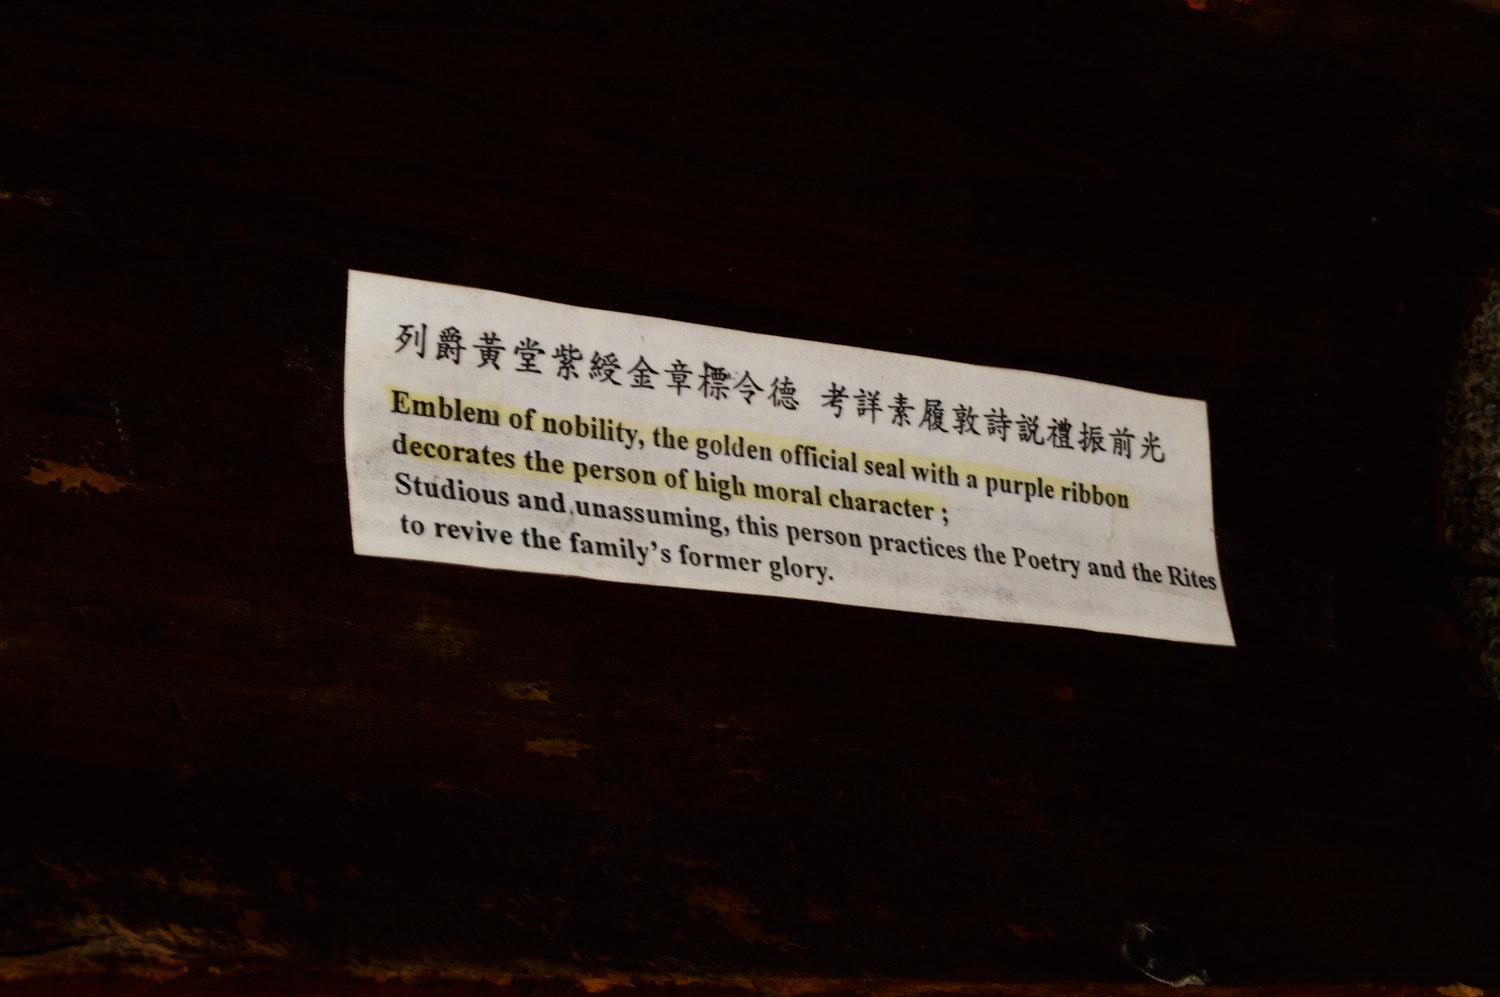 列爵黃堂紫綬金章標令德 考詳素履敦詩説禮振前光
Emblem of nobility, the golden official seal with a purple ribbon
decorates the person of high moral character ;
Studious and unassuming, this person practices the Poetry and the Rites
to revive the family's former glory.